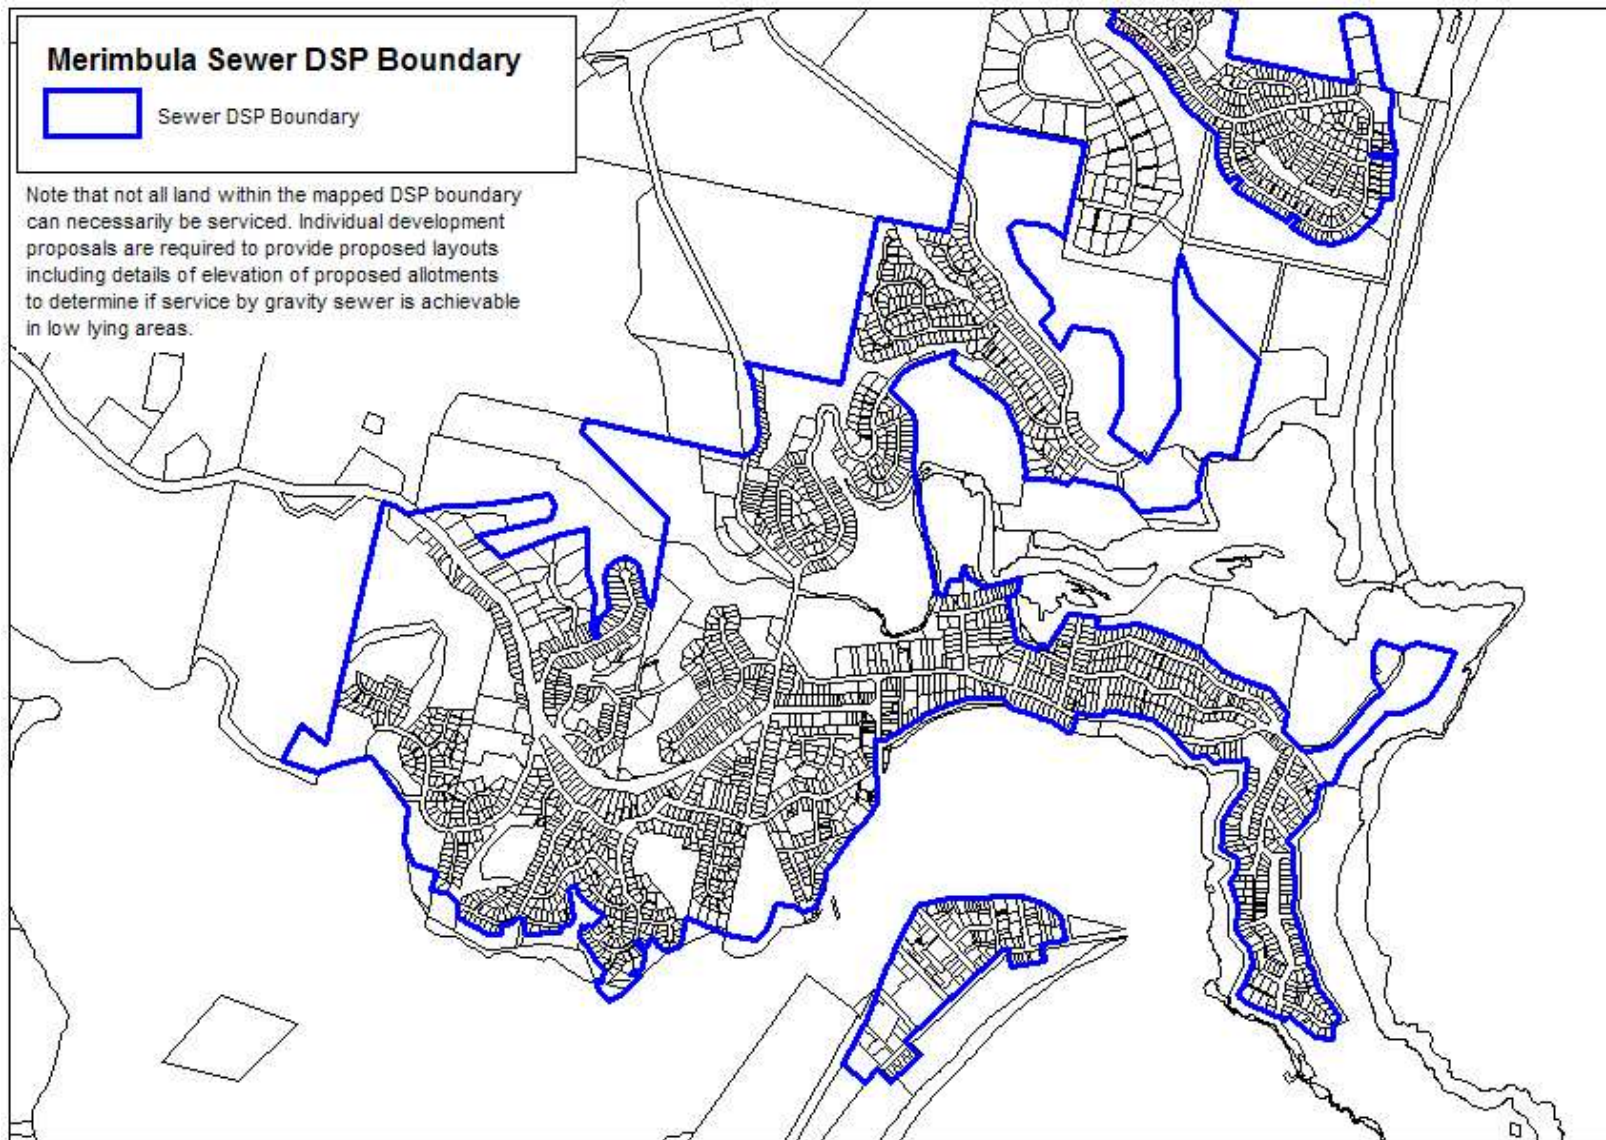 Merimbula Sewer DSP Boundary
Sewer DSP Boundary
Note that not all land within the mapped DSP boundary
can necessarily be serviced. Individual development
proposals are required to provide proposed layouts
including details of elevation of proposed allotments
to determine if service by gravity sewer is achievable
in low lying areas.